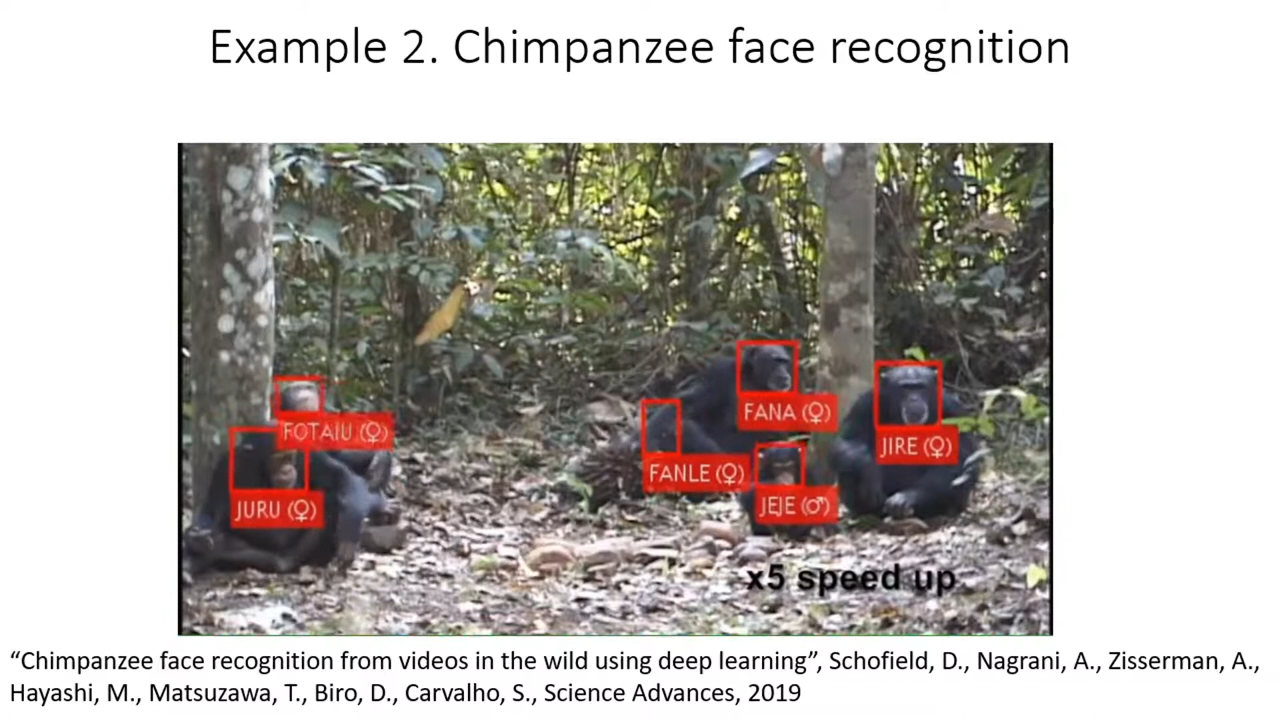 Example 2. Chimpanzee face recognition
FOTAIU (♀)
JURU (♀)
FANA (♀)
FANLE (♀)
JEJE (♂)
JIRE (♀)
x5 speed up
“Chimpanzee face recognition from videos in the wild using deep learning”, Schofield, D., Nagrani, A., Zisserman, A.,
Hayashi, M., Matsuzawa, T., Biro, D., Carvalho, S., Science Advances, 2019